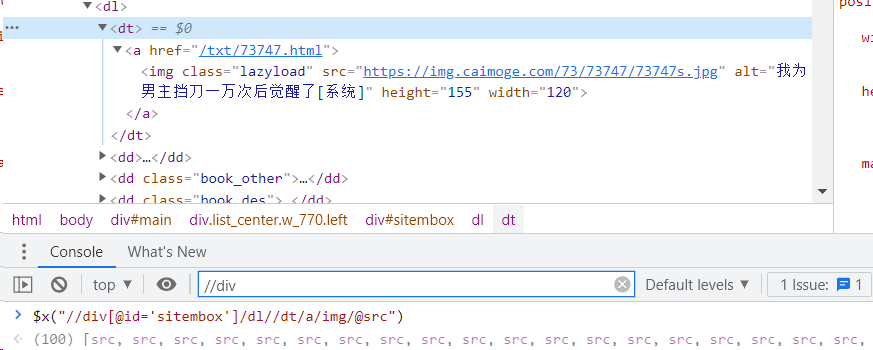 ▼<dl>
posi
••• ▼<dt> == $0
▼<a href="/txt/73747.html">
<img class="lazyload" src="https://img.caimoge.com/73/73747/73747s.jpg" alt="我为
男主挡刀一万次后觉醒了[系统]" height="155" width="120">
</a>
</dt>
▶<dd>…</dd>
▶<dd class="book_other">…</dd>
▶<dd class="book_des"> </dd>
wi
he
ma
html body div#main div.list_center.w_770.left div#sitembox dl dt
Console What's New
top ▼ //div Default levels ▼ 1 Issue: 1
> $x("//div[@id='sitembox']/dl//dt/a/img/@src")
(100) [src, src, src, src, src, src, src, src, src, src, src, src, src, src, src, src, src, src, src,